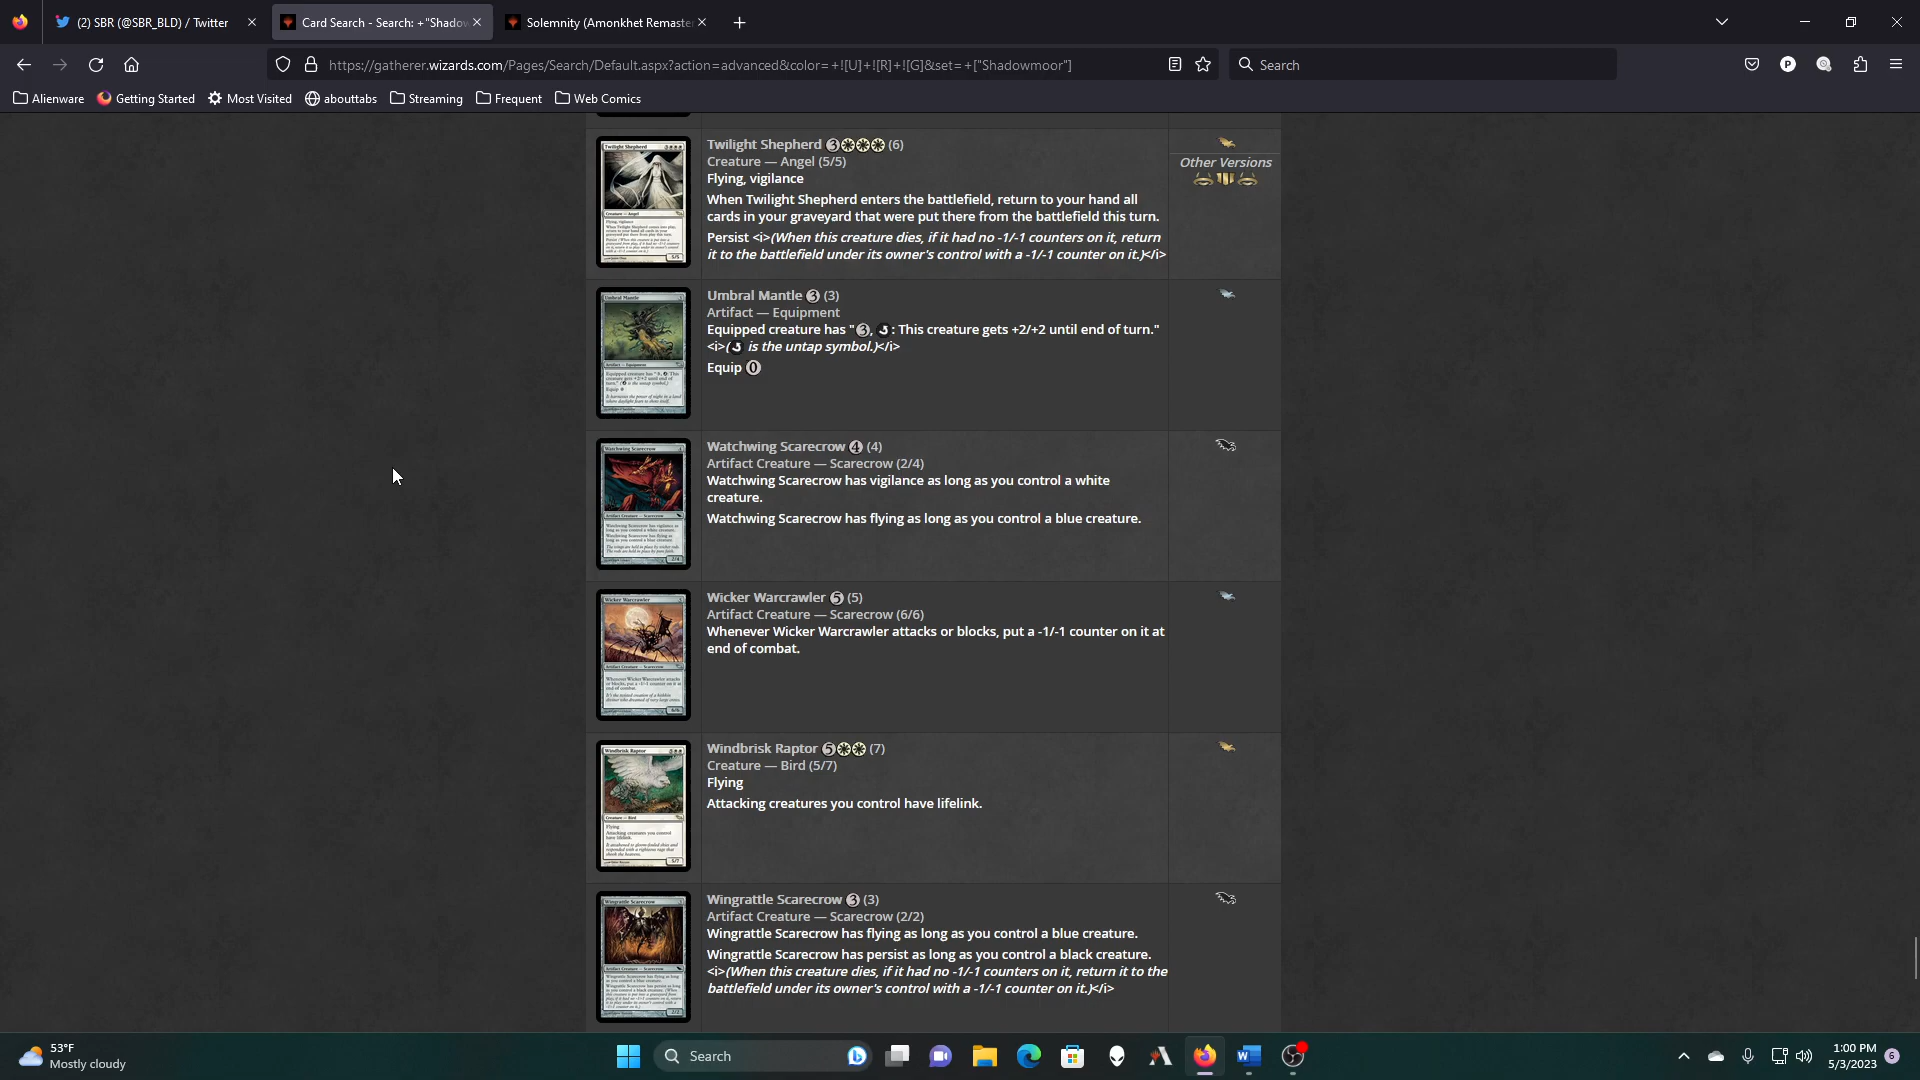 (2) SBR (@SBR_BLD) / Twitter
Card Search - Search: +"Shadow
Solemnity (Amonkhet Remaste
https://gatherer.wizards.com/Pages/Search/Default.aspx?action=advanced&color=+![U]+![R]+![G]&set=+["Shadowmoor"]
Search
Alienware
Getting Started
Most Visited
abouttabs
Streaming
Frequent
Web Comics
Twilight Shepherd 3 (6)
Creature — Angel (5/5)
Flying, vigilance
When Twilight Shepherd enters the battlefield, return to your hand all
cards in your graveyard that were put there from the battlefield this turn.
Persist <i>(When this creature dies, if it had no -1/-1 counters on it, return
it to the battlefield under its owner's control with a -1/-1 counter on it.)</i>
Other Versions
Umbral Mantle 3 (3)
Artifact — Equipment
Equipped creature has "3, : This creature gets +2/+2 until end of turn."
<i>( is the untap symbol.)</i>
Equip 0
Watchwing Scarecrow 4 (4)
Artifact Creature — Scarecrow (2/4)
Watchwing Scarecrow has vigilance as long as you control a white
creature.
Watchwing Scarecrow has flying as long as you control a blue creature.
Wicker Warcrawler 5 (5)
Artifact Creature — Scarecrow (6/6)
Whenever Wicker Warcrawler attacks or blocks, put a -1/-1 counter on it at
end of combat.
Windbrisk Raptor 5 (7)
Creature — Bird (5/7)
Flying
Attacking creatures you control have lifelink.
Wingrattle Scarecrow 3 (3)
Artifact Creature — Scarecrow (2/2)
Wingrattle Scarecrow has flying as long as you control a blue creature.
Wingrattle Scarecrow has persist as long as you control a black creature.
<i>(When this creature dies, if it had no -1/-1 counters on it, return it to the
battlefield under its owner's control with a -1/-1 counter on it.)</i>
53°F
Mostly cloudy
Search
1:00 PM
5/3/2023
6